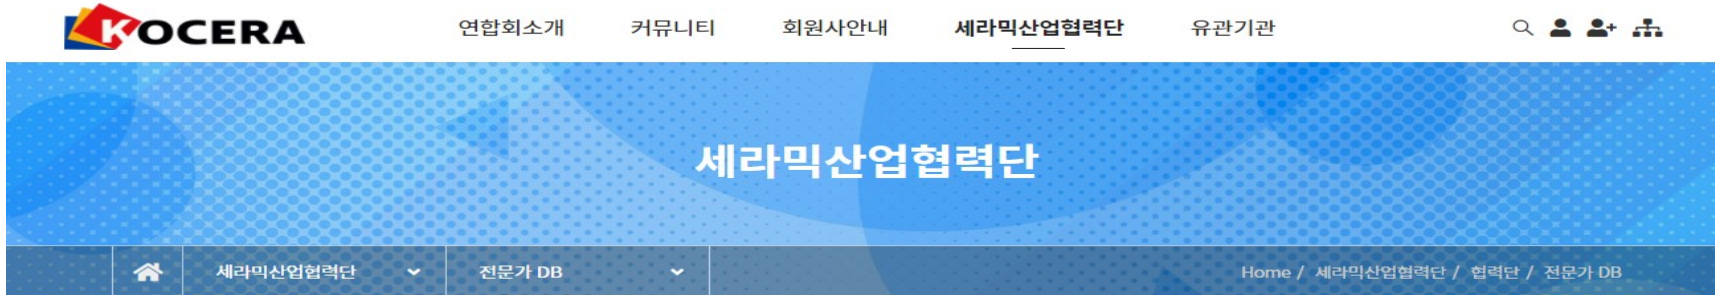 KOCERA 연합회소개 커뮤니티 회원사안내 세라믹산업협력단 유관기관
세라믹산업협력단
세라믹산업협력단 전문가 DB Home / 세라믹산업협력단 / 협력단 / 전문가 DB